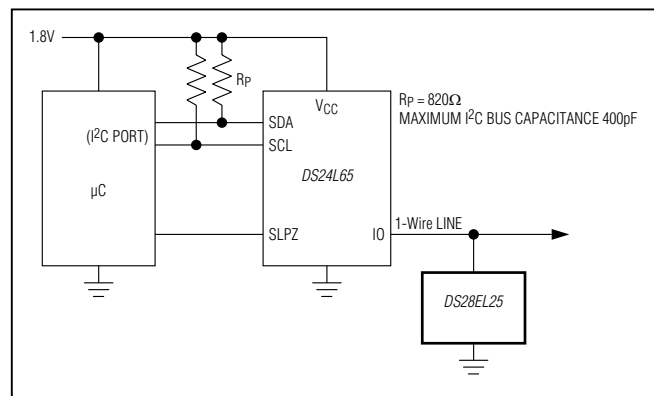 1.8V
RP
VCC
RP = 820Ω
MAXIMUM I²C BUS CAPACITANCE 400pF
(I²C PORT)
SDA
SCL
DS24L65
µC
SLPZ
IO
1-Wire LINE
DS28EL25